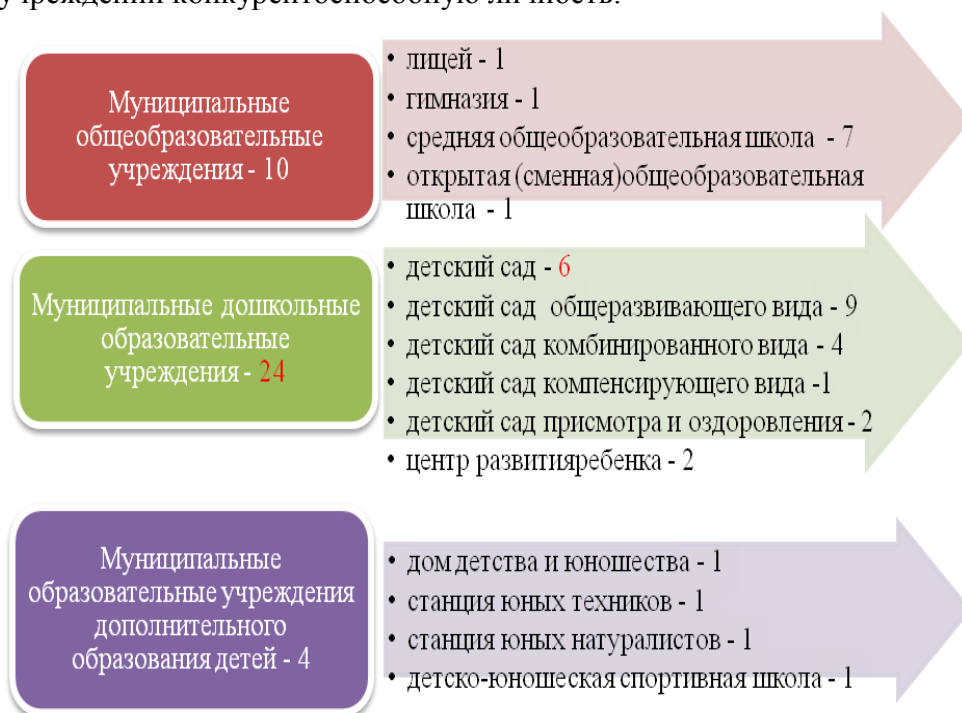 учреждений конкурентоспособную личность.
Муниципальные
общеобразовательные
учреждения - 10
• лицей - 1
• гимназия - 1
• средняя общеобразовательная школа - 7
• открытая (сменная)общеобразовательная
школа - 1
Муниципальные дошкольные
образовательные
учреждения - 24
• детский сад - 6
• детский сад общеразвивающего вида - 9
• детский сад комбинированного вида - 4
• детский сад компенсирующего вида -1
• детский сад присмотра и оздоровления - 2
• центр развитияребенка - 2
Муниципальные
образовательные учреждения
дополнительного
образования детей - 4
• дом детства и юношества - 1
• станция юных техников - 1
• станция юных натуралистов - 1
• детско-юношеская спортивная школа - 1